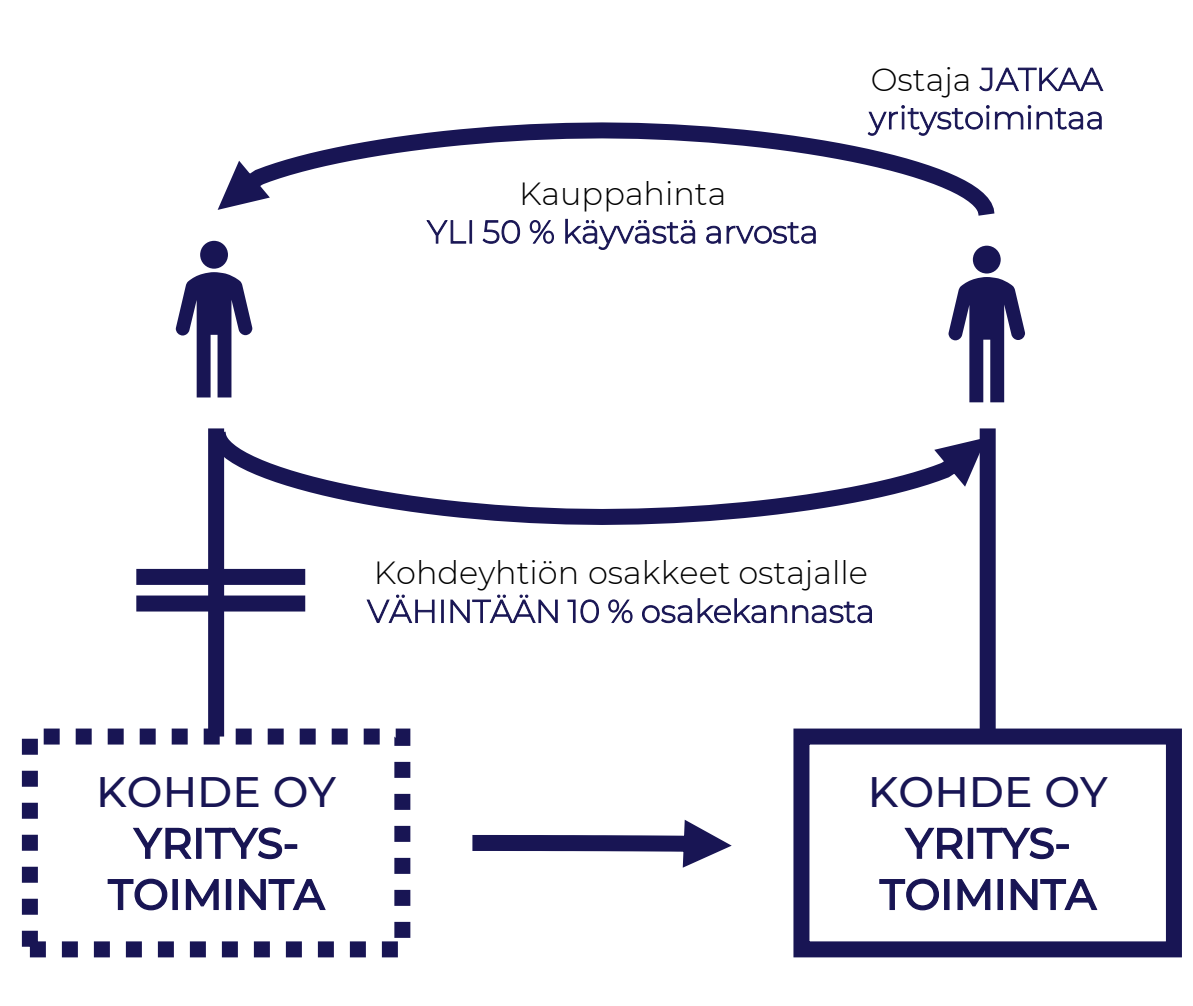 Ostaja JATKAA
yritystoimintaa
Kauppahinta
YLI 50 % käyvästä arvosta
Kohdeyhtiön osakkeet ostajalle
VÄHINTÄÄN 10 % osakekannasta
KOHDE OY
YRITYS-
TOIMINTA
KOHDE OY
YRITYS-
TOIMINTA